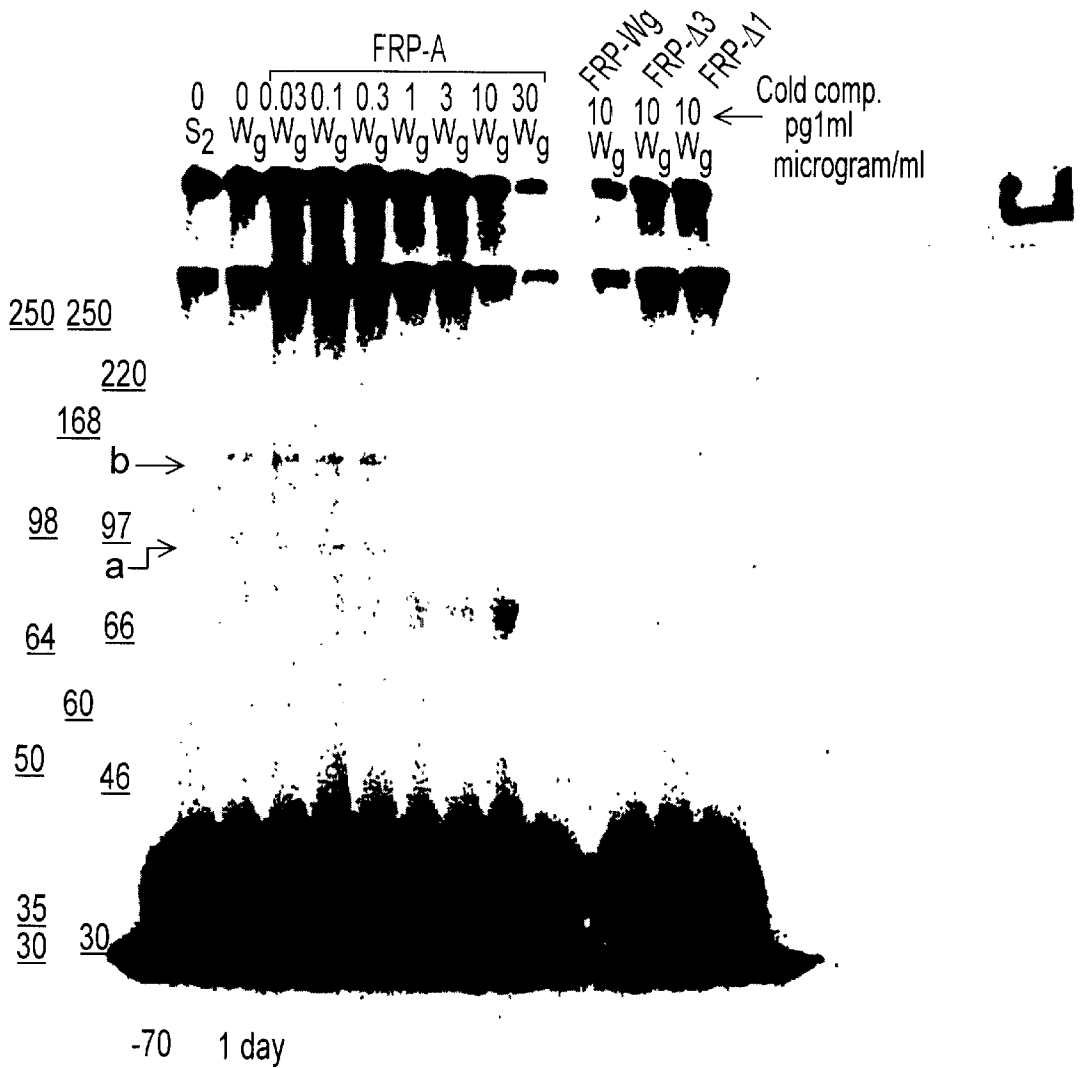 FRP-A
FRP-Wg
FRP-Δ3
FRP-Δ1
0 0 0.03 0.1 0.3 1 3 10 30 10 10 10
S2 Wg Wg Wg Wg Wg Wg Wg Wg Wg Wg Wg
Cold comp.
pg1ml
microgram/ml
250 250
220
168
b
98 97
a
64 66
60
50 46
35
30 30
-70 1 day